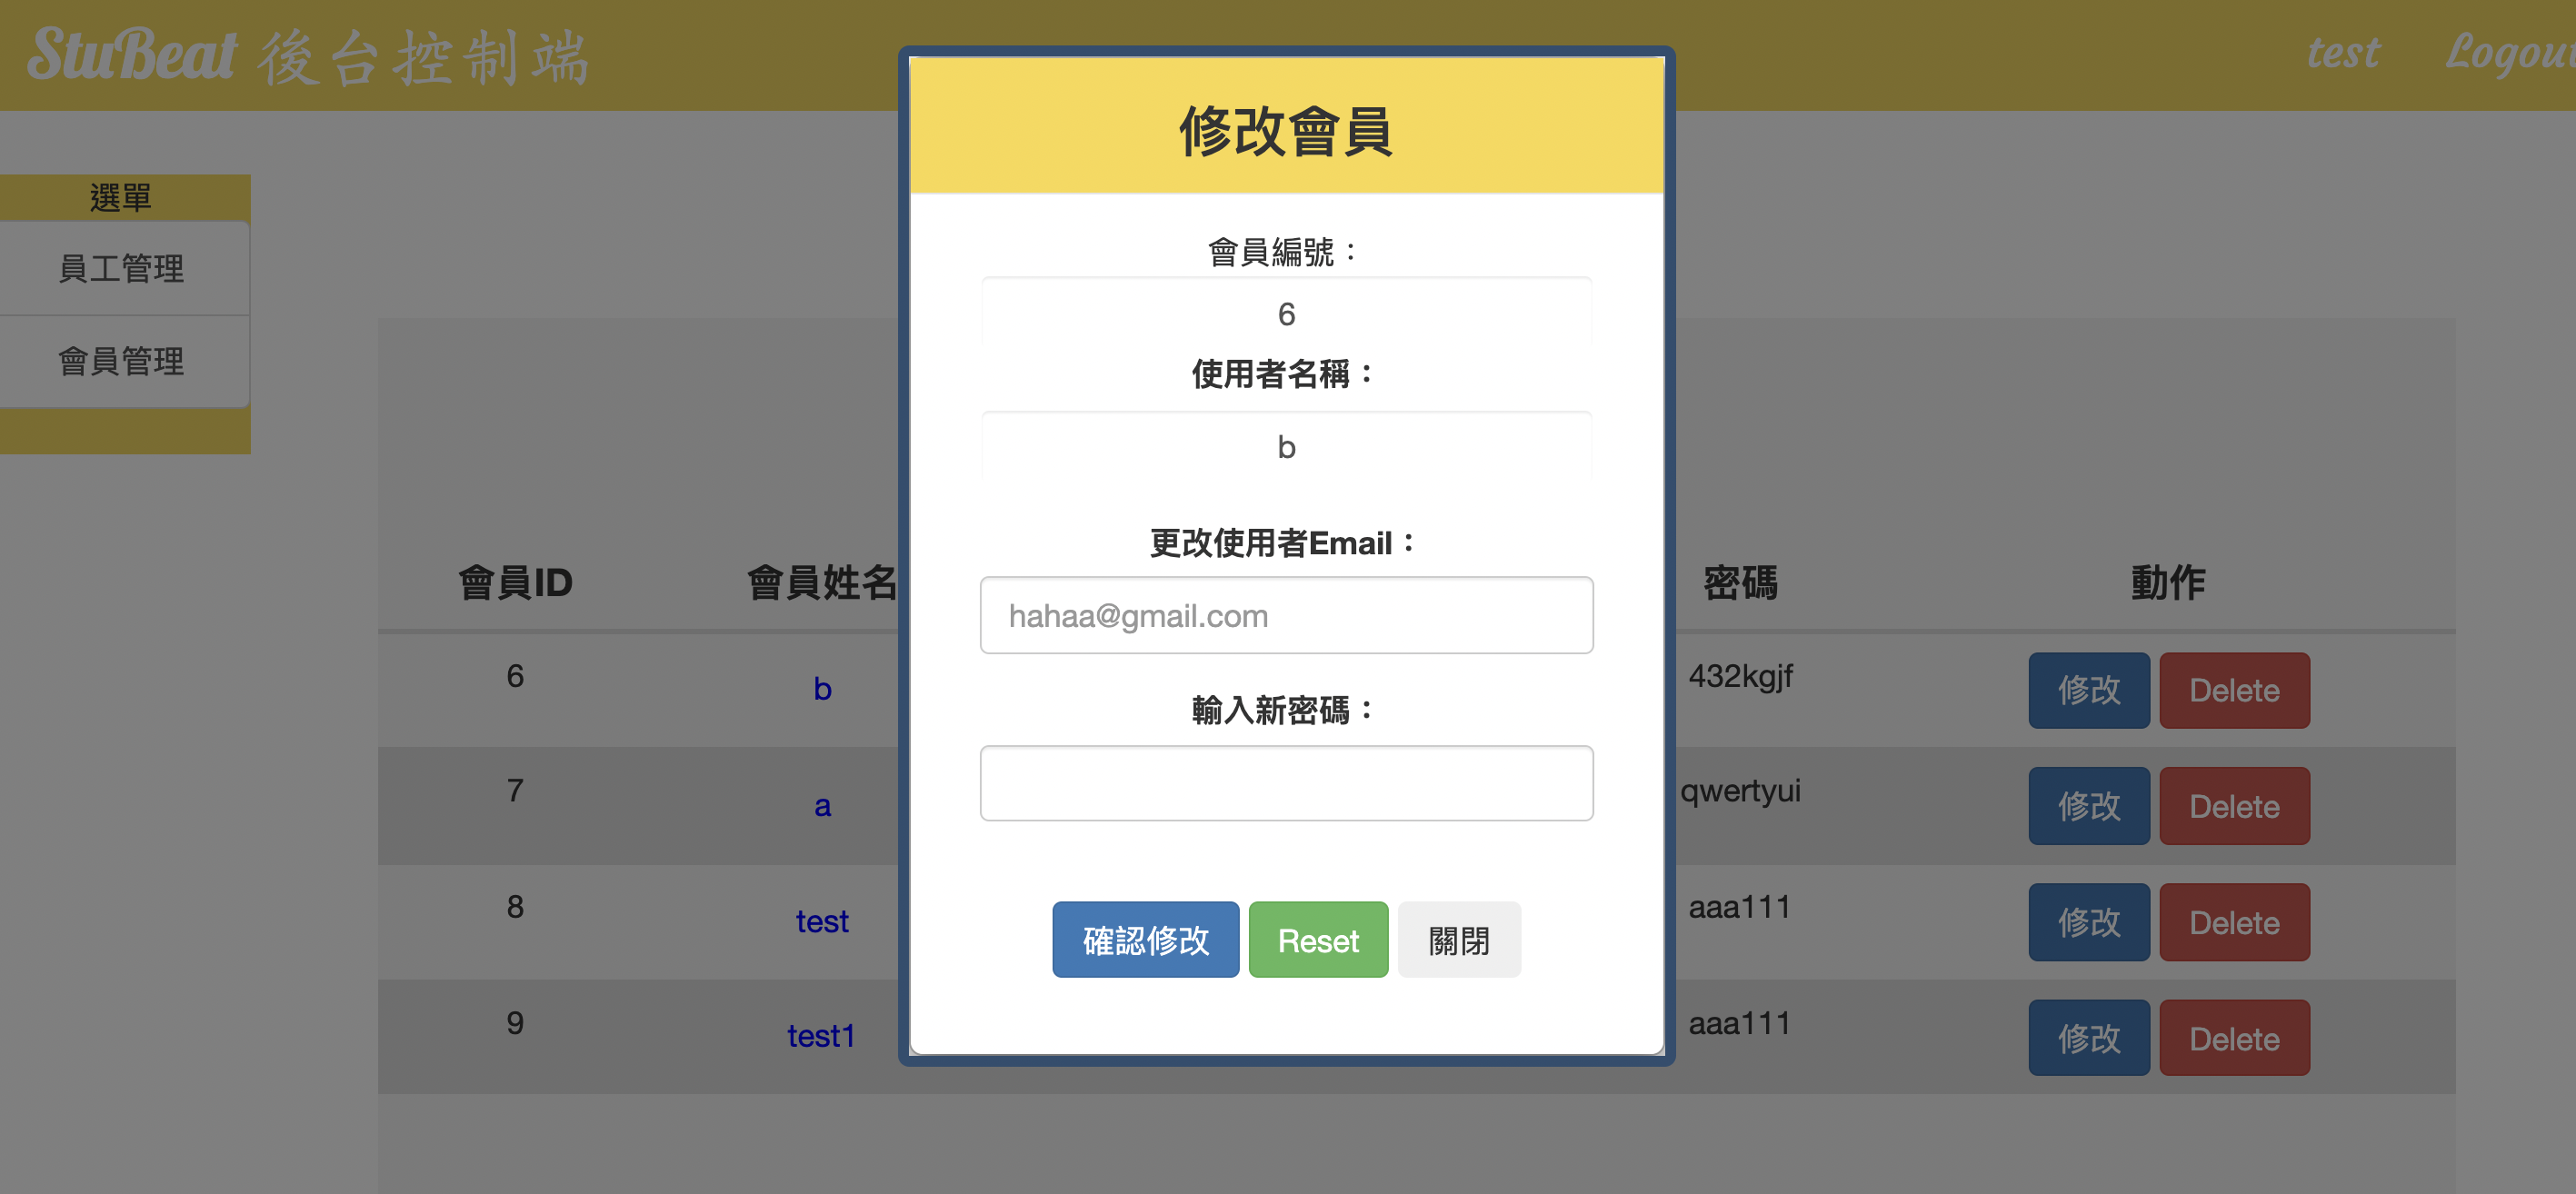 StuBeat 後台控制端
test
Logout
選單
員工管理
會員管理
修改會員
會員編號：
6
使用者名稱：
b
更改使用者Email：
hahaa@gmail.com
輸入新密碼：
確認修改 Reset 關閉
會員ID 會員姓名 密碼 動作
6 b 432kgjf 修改 Delete
7 a qwertyui 修改 Delete
8 test aaa111 修改 Delete
9 test1 aaa111 修改 Delete